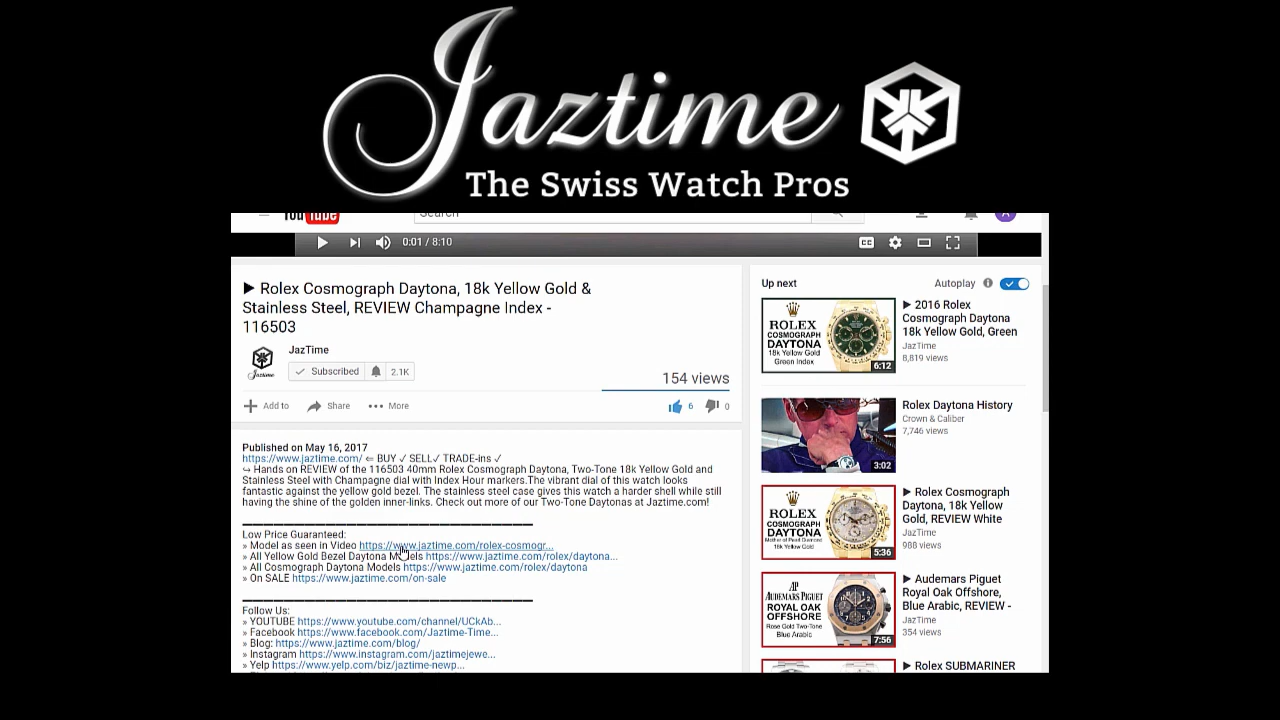 Jaztime
The Swiss Watch Pros
YouTube
Search
0:01 / 8:10
CC
▶ Rolex Cosmograph Daytona, 18k Yellow Gold &
Stainless Steel, REVIEW Champagne Index -
116503
JazTime
Jaztime
Subscribed 2.1K
154 views
Add to Share More
6 0
Published on May 16, 2017
https://www.jaztime.com/ ⇐ BUY ✓ SELL✓ TRADE-ins ✓
↪ Hands on REVIEW of the 116503 40mm Rolex Cosmograph Daytona, Two-Tone 18k Yellow Gold and
Stainless Steel with Champagne dial with Index Hour markers.The vibrant dial of this watch looks
fantastic against the yellow gold bezel. The stainless steel case gives this watch a harder shell while still
having the shine of the golden inner-links. Check out more of our Two-Tone Daytonas at Jaztime.com!
Low Price Guaranteed:
» Model as seen in Video https://www.jaztime.com/rolex-cosmogr...
» All Yellow Gold Bezel Daytona Models https://www.jaztime.com/rolex/daytona...
» All Cosmograph Daytona Models https://www.jaztime.com/rolex/daytona
» On SALE https://www.jaztime.com/on-sale
Follow Us:
» YOUTUBE https://www.youtube.com/channel/UCkAb...
» Facebook https://www.facebook.com/Jaztime-Time...
» Blog: https://www.jaztime.com/blog/
» Instagram https://www.instagram.com/jaztimejewe...
» Yelp https://www.yelp.com/biz/jaztime-newp...
Up next Autoplay
ROLEX
COSMOGRAPH
DAYTONA
18k Yellow Gold
Green Index
6:12
▶ 2016 Rolex
Cosmograph Daytona
18k Yellow Gold, Green
JazTime
8,819 views
3:02
Rolex Daytona History
Crown & Caliber
7,746 views
ROLEX
COSMOGRAPH
DAYTONA
Mother of Pearl Diamond
18k Yellow Gold
5:36
▶ Rolex Cosmograph
Daytona, 18k Yellow
Gold, REVIEW White
JazTime
988 views
AP
AUDEMARS PIGUET
ROYAL OAK
OFFSHORE
Rose Gold Two-Tone
Blue Arabic
7:56
▶ Audemars Piguet
Royal Oak Offshore,
Blue Arabic, REVIEW -
JazTime
354 views
▶ Rolex SUBMARINER